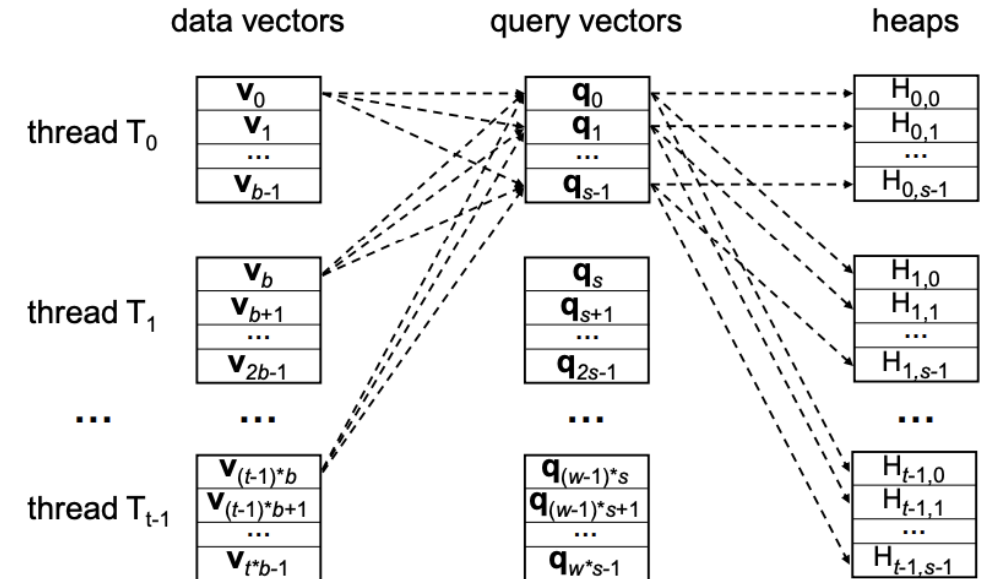 data vectors query vectors heaps
thread T0
v0 q0 H0,0
v1 q1 H0,1
... ... ...
vb-1 qs-1 H0,s-1
thread T1
vb qs H1,0
vb+1 qs+1 H1,1
... ... ...
v2b-1 q2s-1 H1,s-1
... ... ... ...
thread Tt-1
v(t-1)*b q(w-1)*s Ht-1,0
v(t-1)*b+1 q(w-1)*s+1 Ht-1,1
... ... ...
vt*b-1 qw*s-1 Ht-1,s-1